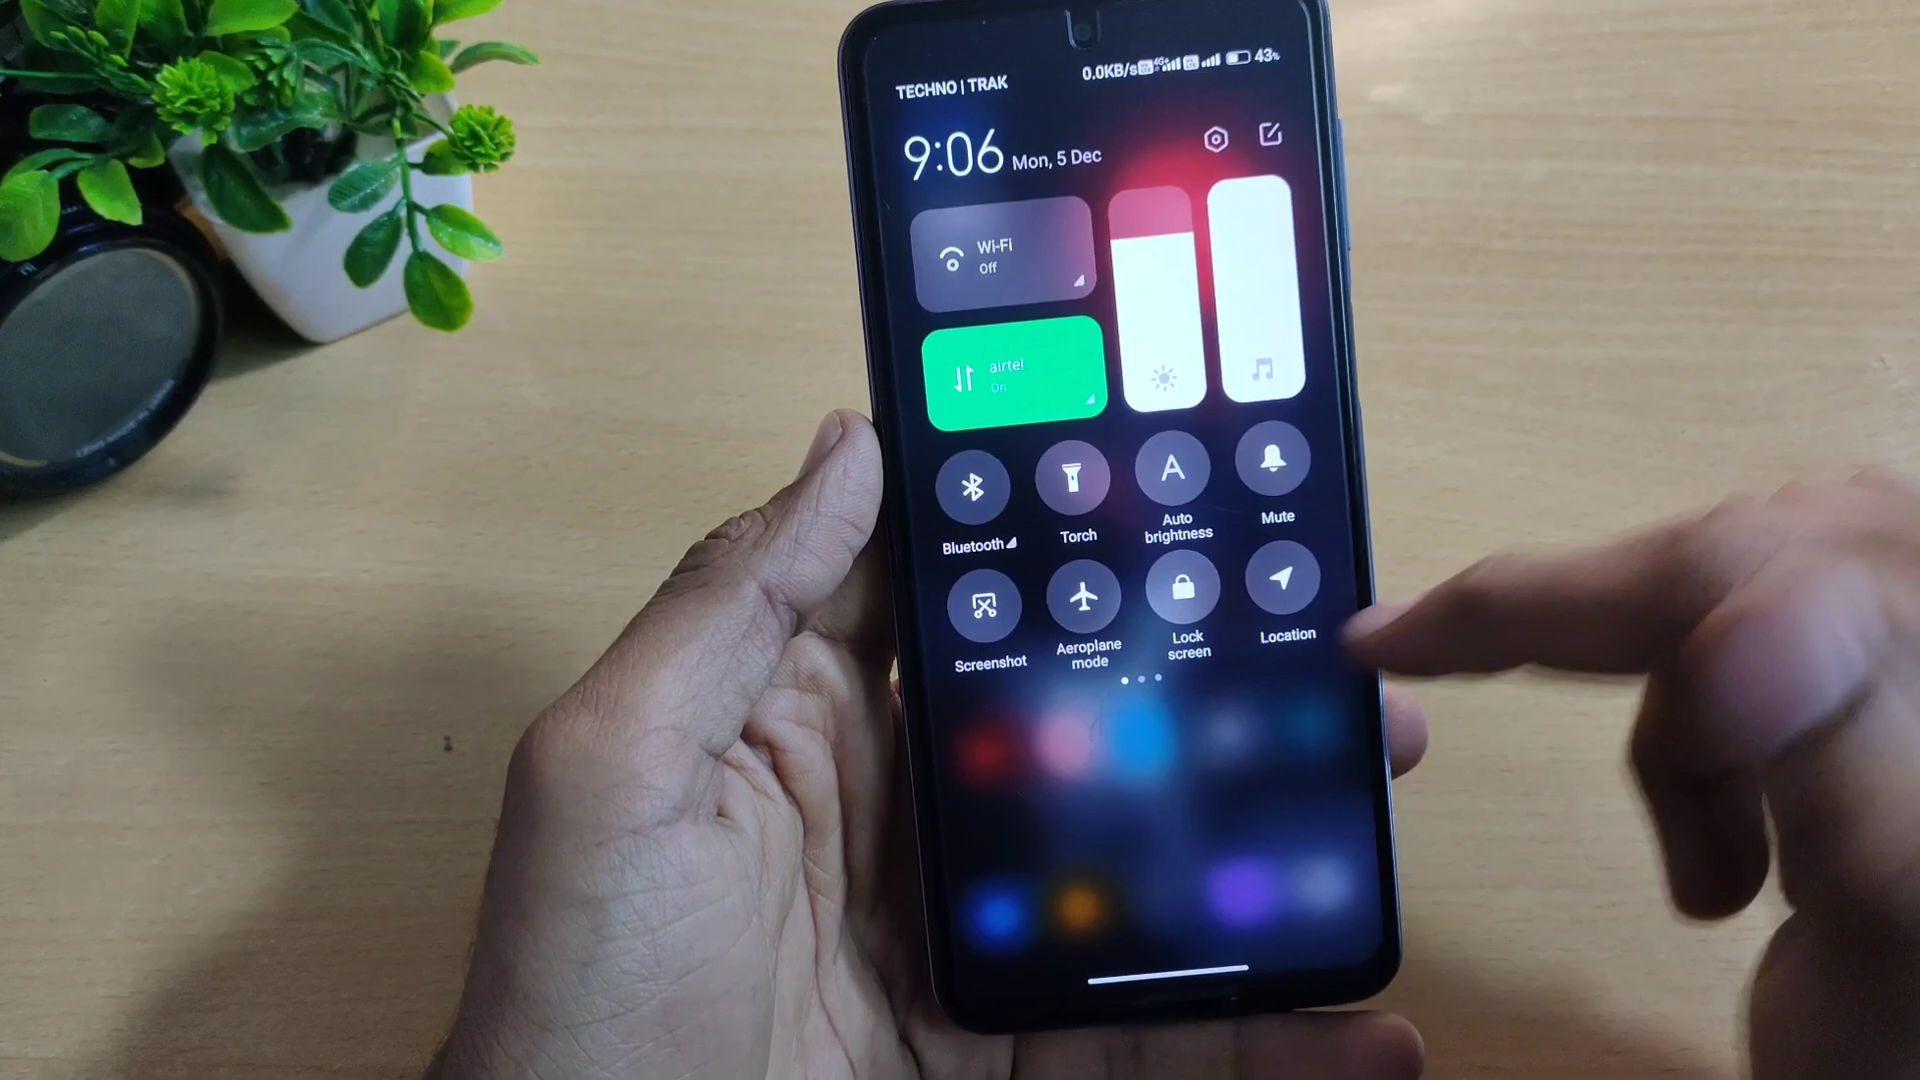 TECHNO | TRAK
0.0KB/s 4G+ 43%
9:06 Mon, 5 Dec
Wi-Fi
Off
airtel
On
Bluetooth
Torch
Auto
brightness
Mute
Screenshot
Aeroplane
mode
Lock
screen
Location